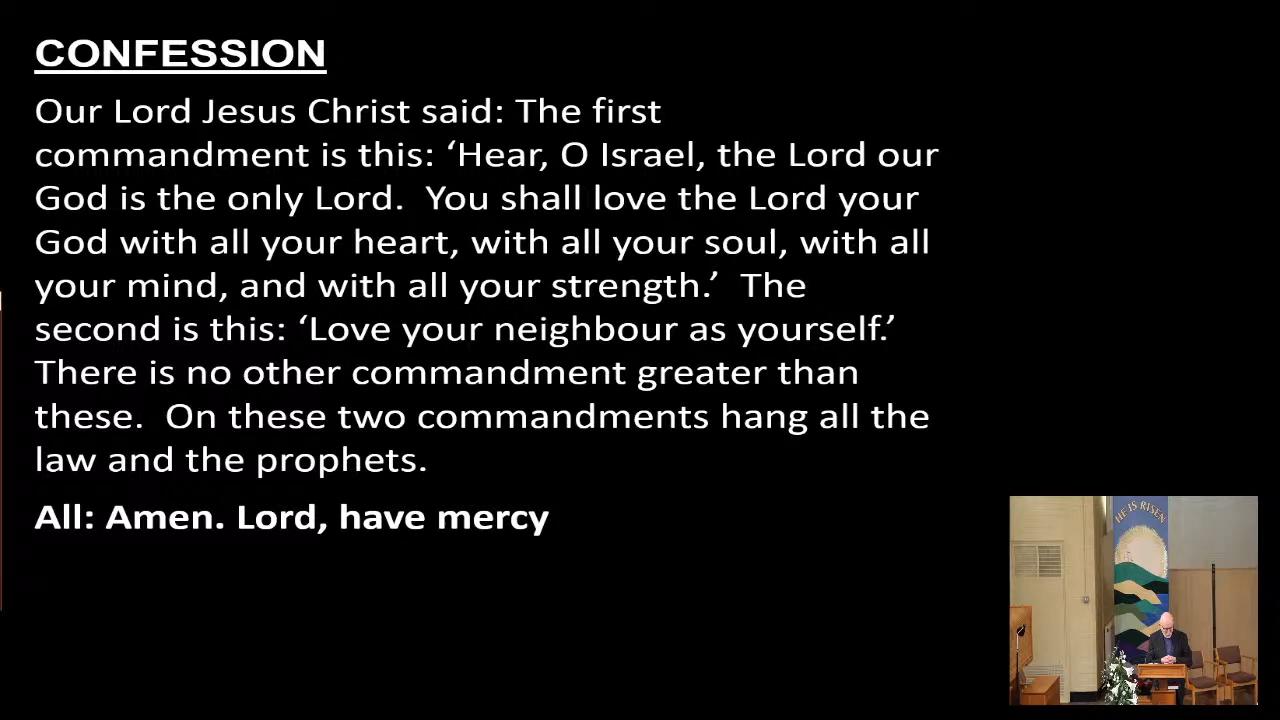 CONFESSION
Our Lord Jesus Christ said: The first
commandment is this: ‘Hear, O Israel, the Lord our
God is the only Lord.  You shall love the Lord your
God with all your heart, with all your soul, with all
your mind, and with all your strength.’  The
second is this: ‘Love your neighbour as yourself.’
There is no other commandment greater than
these.  On these two commandments hang all the
law and the prophets.
All: Amen. Lord, have mercy
HE IS RISEN